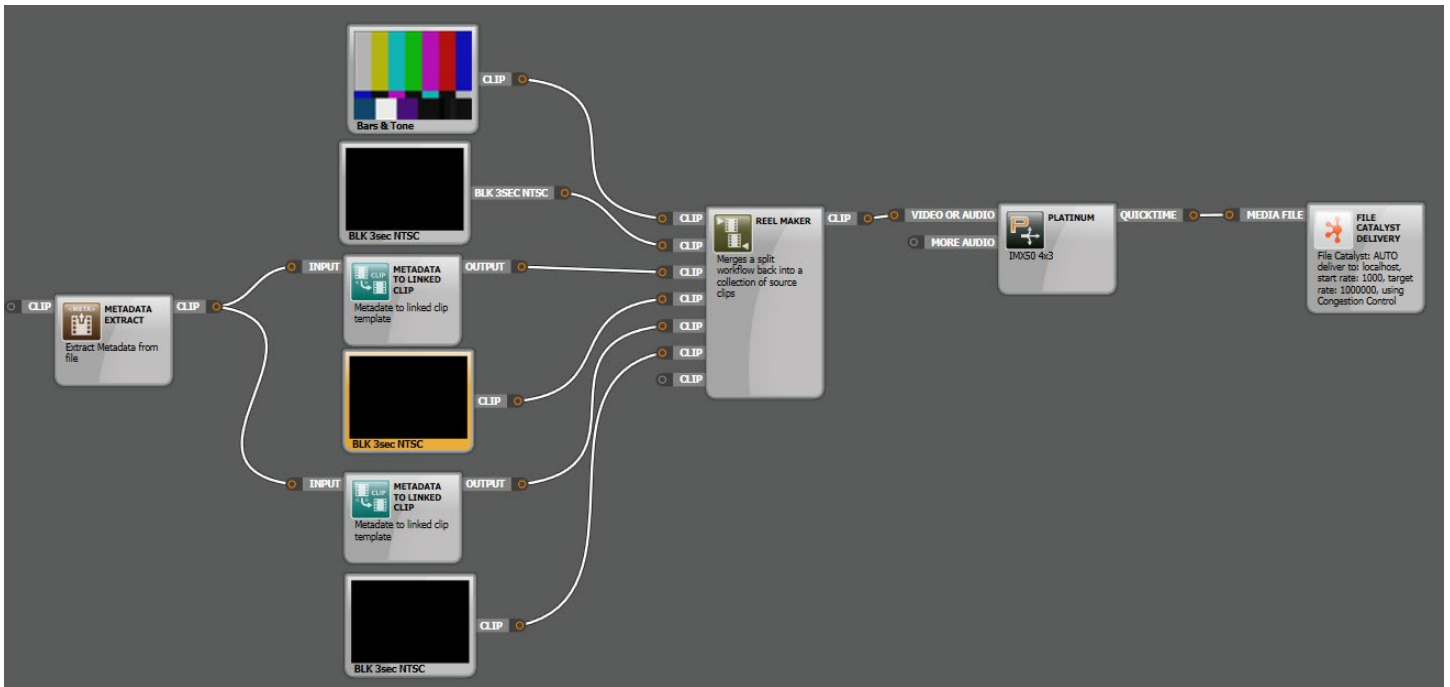 CLIP
Bars & Tone
BLK 3SEC NTSC
BLK 3sec NTSC
CLIP
<META>
METADATA
EXTRACT
Extract Metadata from
file
CLIP
INPUT
CLIP
METADATA
TO LINKED
CLIP
Metadate to linked clip
template
OUTPUT
CLIP
BLK 3sec NTSC
INPUT
CLIP
METADATA
TO LINKED
CLIP
Metadate to linked clip
template
OUTPUT
CLIP
BLK 3sec NTSC
CLIP
CLIP
CLIP
CLIP
CLIP
CLIP
CLIP
REEL MAKER
Merges a split
workflow back into a
collection of source
clips
CLIP
VIDEO OR AUDIO
MORE AUDIO
P
PLATINUM
IMX50 4x3
QUICKTIME
MEDIA FILE
FILE
CATALYST
DELIVERY
File Catalyst: AUTO
deliver to: localhost,
start rate: 1000, target
rate: 1000000, using
Congestion Control